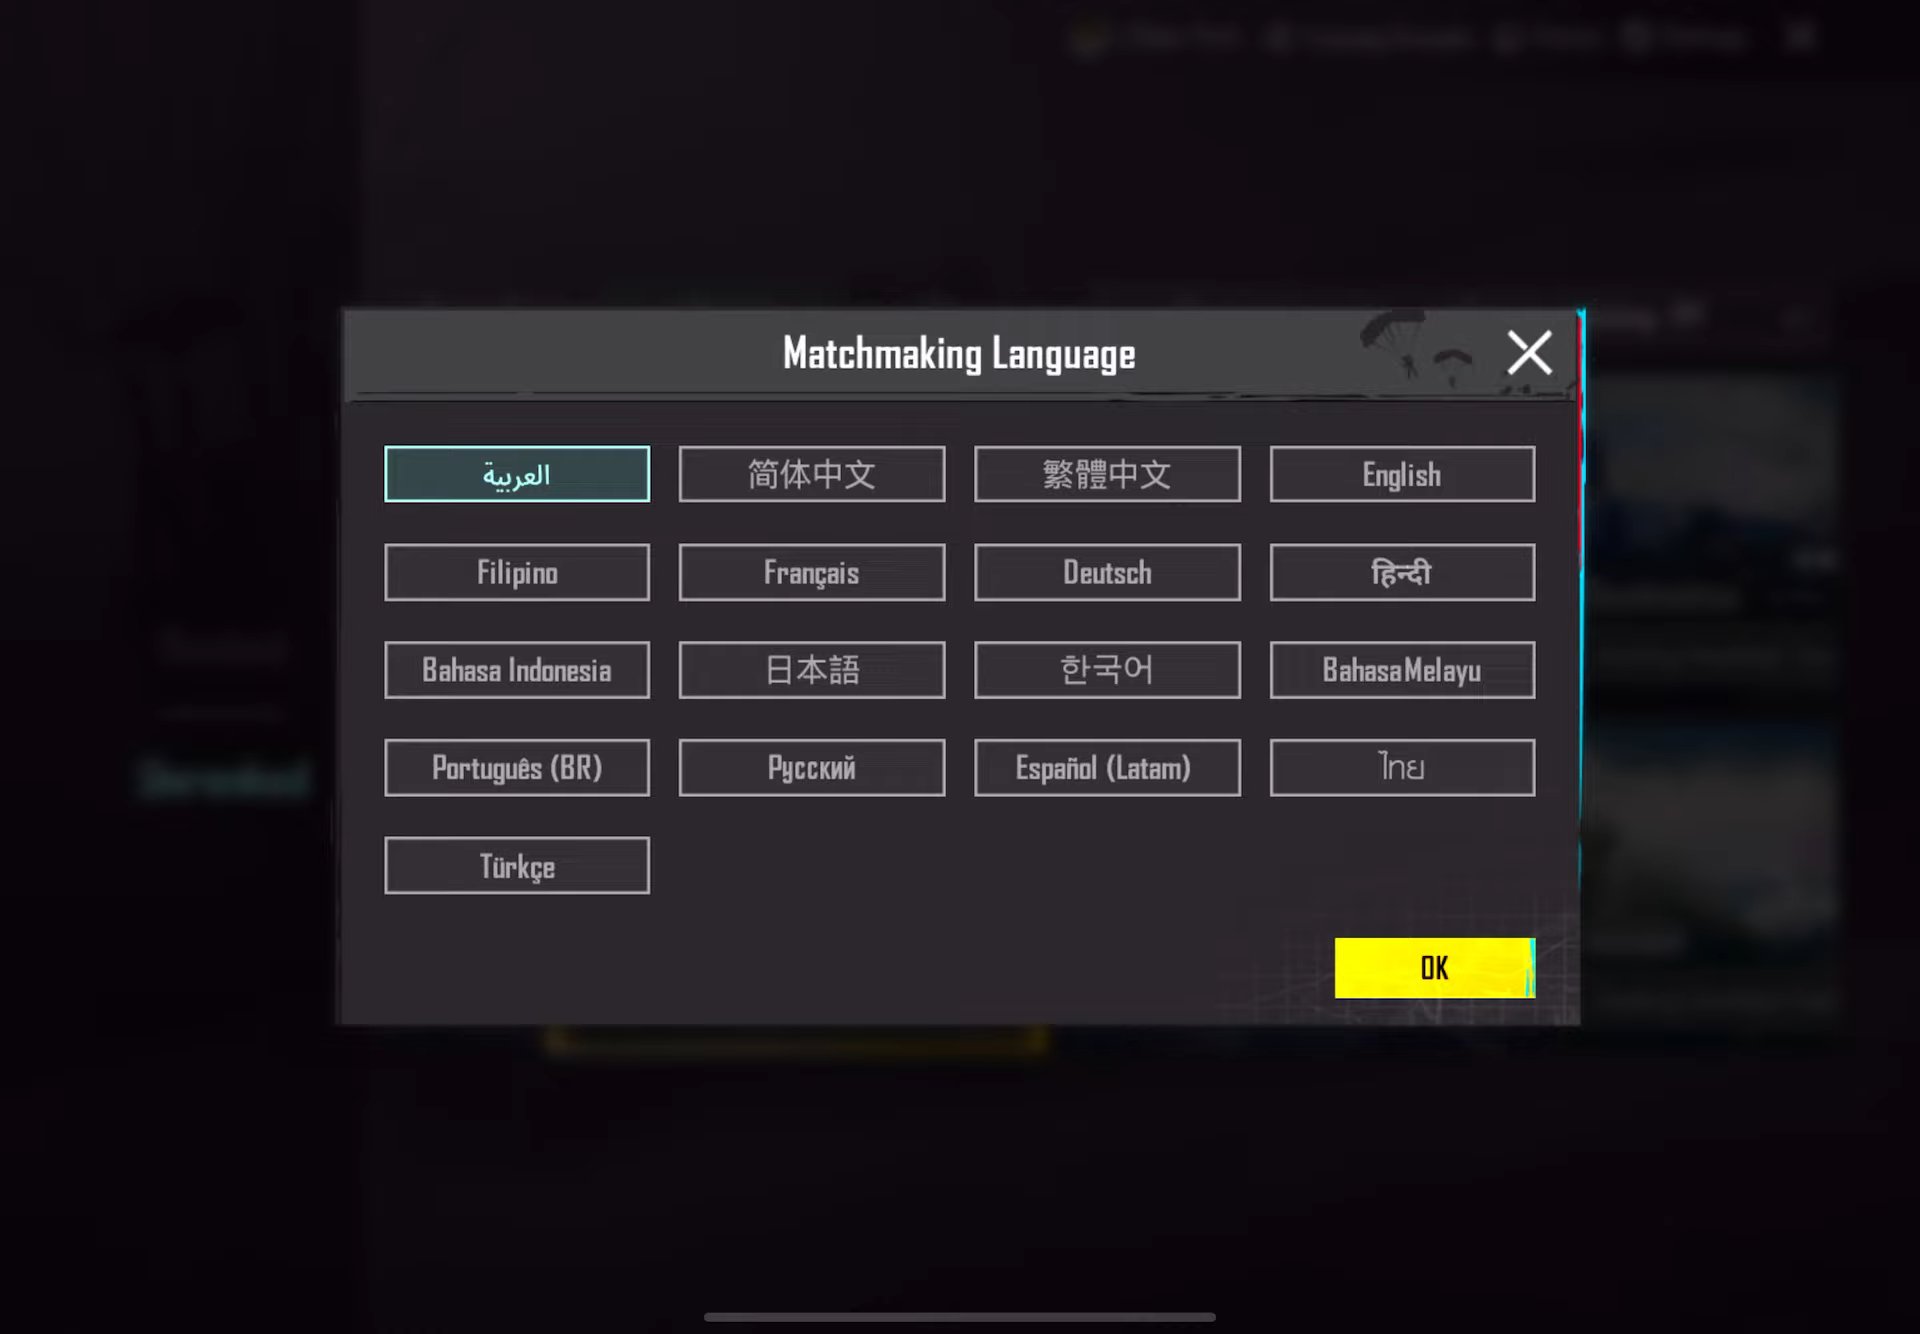 Matchmaking Language
العربية
简体中文
繁體中文
English
Filipino
Français
Deutsch
हिन्दी
Bahasa Indonesia
日本語
한국어
BahasaMelayu
Português (BR)
Русский
Español (Latam)
ไทย
Türkçe
OK